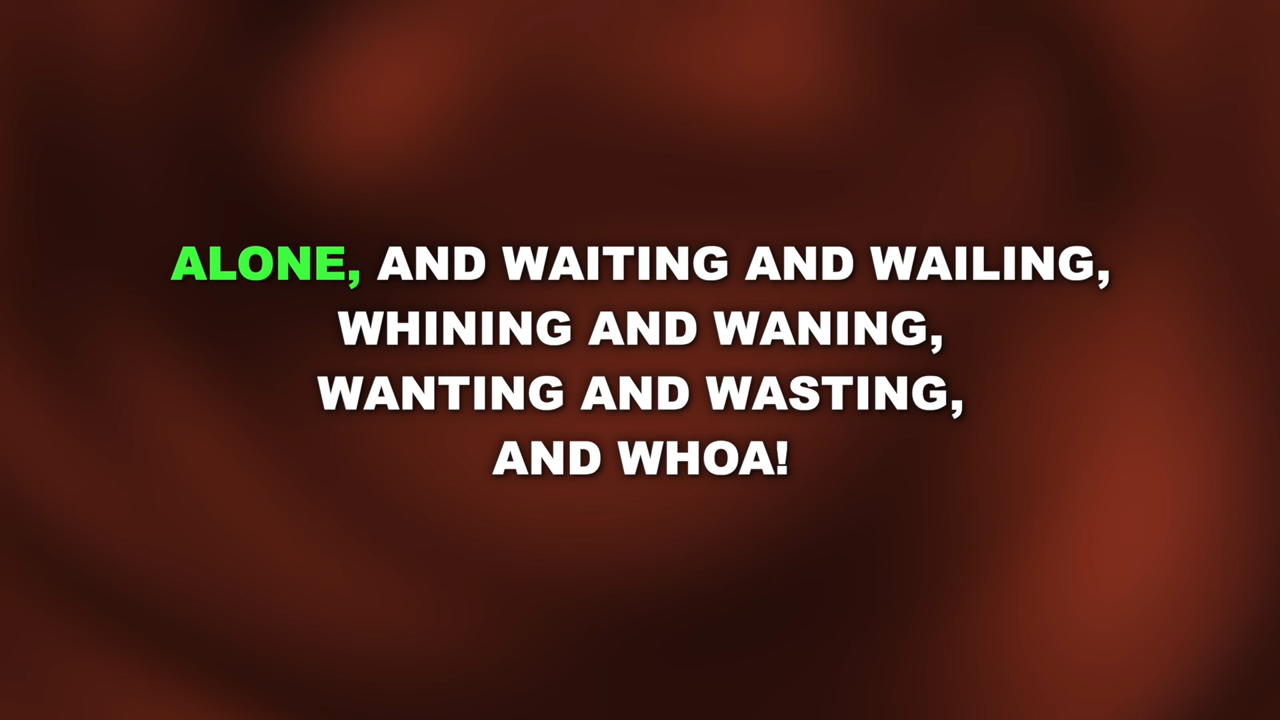 ALONE, AND WAITING AND WAILING,
WHINING AND WANING,
WANTING AND WASTING,
AND WHOA!